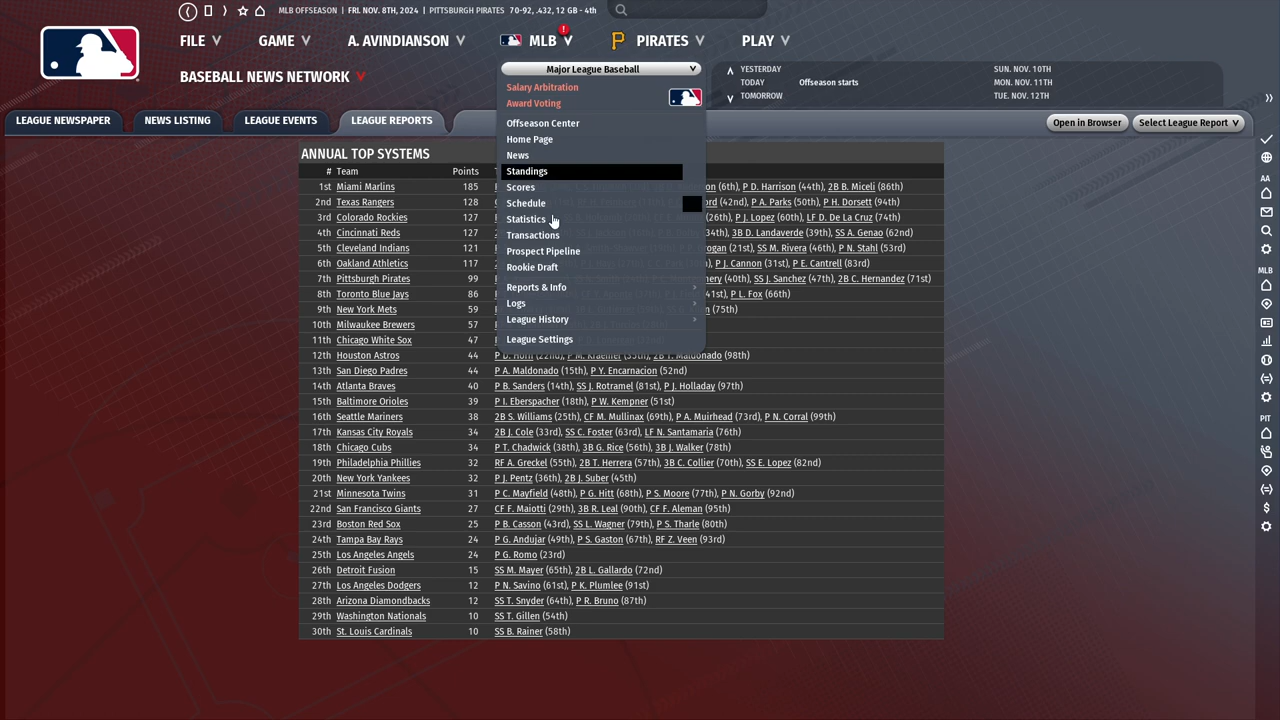 MLB OFFSEASON | FRI. NOV. 8TH, 2024 | PITTSBURGH PIRATES 70-92, .432, 12 GB - 4th
FILE GAME A. AVINDIANSON MLB ! PIRATES PLAY
BASEBALL NEWS NETWORK
Major League Baseball
YESTERDAY
TODAY Offseason starts
TOMORROW
SUN. NOV. 10TH
MON. NOV. 11TH
TUE. NOV. 12TH
LEAGUE NEWSPAPER NEWS LISTING LEAGUE EVENTS LEAGUE REPORTS
Open in Browser Select League Report
Salary Arbitration
Award Voting
Offseason Center
Home Page
News
Standings
Scores
Schedule
Statistics
Transactions
Prospect Pipeline
Rookie Draft
Reports & Info >
Logs >
League History >
League Settings
ANNUAL TOP SYSTEMS
# Team Points
1st Miami Marlins 185 (6th), P D. Harrison (44th), 2B B. Miceli (86th)
2nd Texas Rangers 128 (42nd), P A. Parks (50th), P H. Dorsett (94th)
3rd Colorado Rockies 127 (26th), P J. Lopez (60th), LF D. De La Cruz (74th)
4th Cincinnati Reds 127 3B D. Landaverde (39th), SS A. Genao (62nd)
5th Cleveland Indians 121 (21st), SS M. Rivera (46th), P N. Stahl (53rd)
6th Oakland Athletics 117 P J. Cannon (31st), P E. Cantrell (83rd)
7th Pittsburgh Pirates 99 (40th), SS J. Sanchez (47th), 2B C. Hernandez (71st)
8th Toronto Blue Jays 86 P L. Fox (66th)
9th New York Mets 59 (75th)
10th Milwaukee Brewers 57
11th Chicago White Sox 47
12th Houston Astros 44 P D. Horn (22nd), P M. Kraemer (35th), 2B T. Maldonado (98th)
13th San Diego Padres 44 P A. Maldonado (15th), P Y. Encarnacion (52nd)
14th Atlanta Braves 40 P B. Sanders (14th), SS J. Rotramel (81st), P J. Holladay (97th)
15th Baltimore Orioles 39 P I. Eberspacher (18th), P W. Kempner (51st)
16th Seattle Mariners 38 2B S. Williams (25th), CF M. Mullinax (69th), P A. Muirhead (73rd), P N. Corral (99th)
17th Kansas City Royals 34 2B J. Cole (33rd), SS C. Foster (63rd), LF N. Santamaria (76th)
18th Chicago Cubs 34 P T. Chadwick (38th), 3B G. Rice (56th), 3B J. Walker (78th)
19th Philadelphia Phillies 32 RF A. Greckel (55th), 2B T. Herrera (57th), 3B C. Collier (70th), SS E. Lopez (82nd)
20th New York Yankees 32 P J. Pentz (36th), 2B J. Suber (45th)
21st Minnesota Twins 31 P C. Mayfield (48th), P G. Hitt (68th), P S. Moore (77th), P N. Gorby (92nd)
22nd San Francisco Giants 27 CF F. Maiotti (29th), 3B R. Leal (90th), CF F. Aleman (95th)
23rd Boston Red Sox 25 P B. Casson (43rd), SS L. Wagner (79th), P S. Tharle (80th)
24th Tampa Bay Rays 24 P G. Andujar (49th), P S. Gaston (67th), RF Z. Veen (93rd)
25th Los Angeles Angels 24 P G. Romo (23rd)
26th Detroit Fusion 15 SS M. Mayer (65th), 2B L. Gallardo (72nd)
27th Los Angeles Dodgers 12 P N. Savino (61st), P K. Plumlee (91st)
28th Arizona Diamondbacks 12 SS T. Snyder (64th), P R. Bruno (87th)
29th Washington Nationals 10 SS T. Gillen (54th)
30th St. Louis Cardinals 10 SS B. Rainer (58th)
AA
MLB
PIT